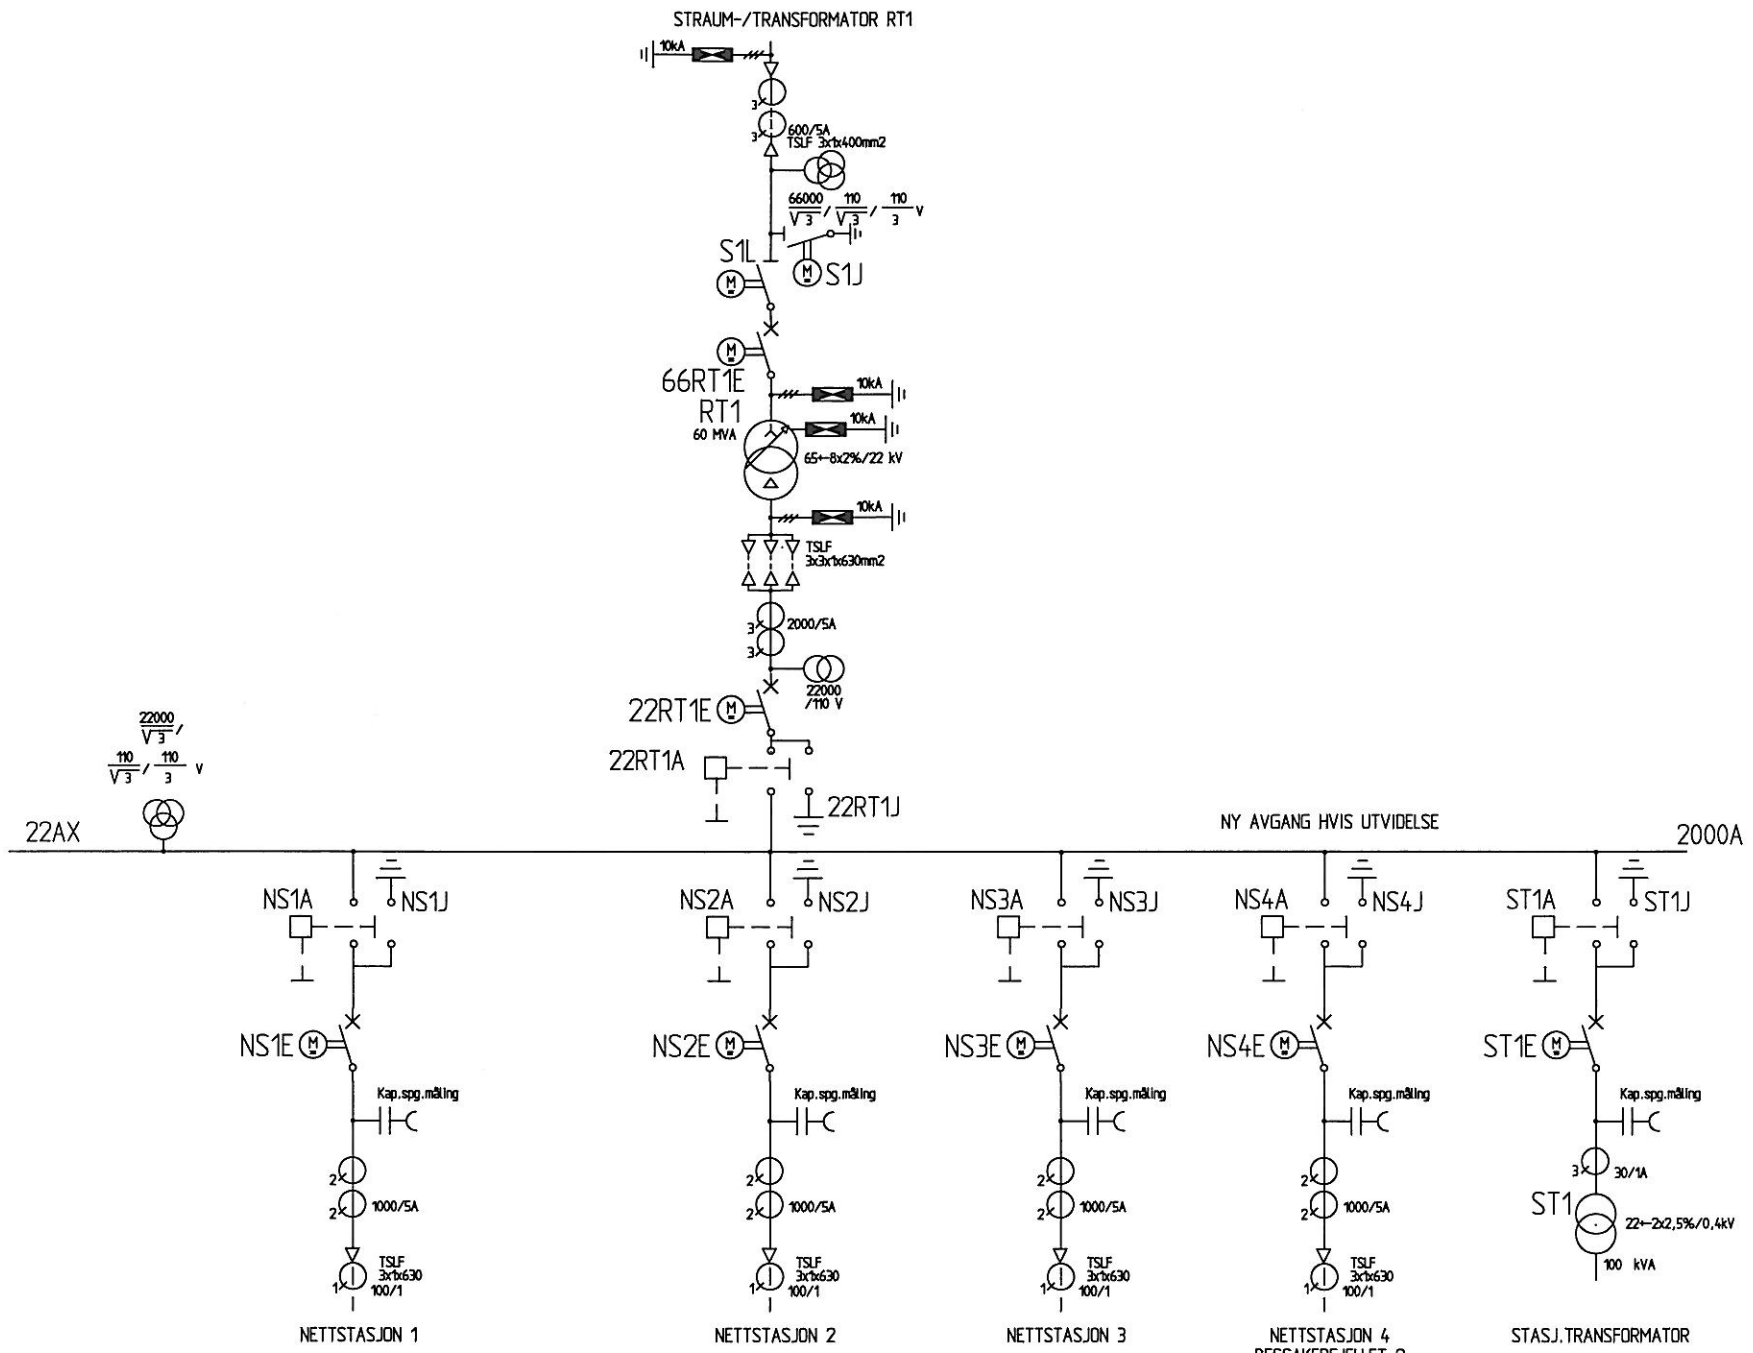 STRAUM-/TRANSFORMATOR RT1
10kA
3
3
600/5A
TSLF 3x1x400mm2
66000/√3 / 110/√3 / 110/3 V
S1L
M
M
S1J
M
66RT1E
10kA
RT1
60 MVA
10kA
65+-8x2%/22 kV
10kA
TSLF
3x3x1x630mm2
3
2000/5A
3
22000
/110 V
22RT1E
M
22RT1A
22RT1J
22000/√3 /
110/√3 / 110/3 V
22AX
NY AVGANG HVIS UTVIDELSE
2000A
NS1A
NS1J
NS2A
NS2J
NS3A
NS3J
NS4A
NS4J
ST1A
ST1J
NS1E
M
NS2E
M
NS3E
M
NS4E
M
ST1E
M
Kap.spg.måling
Kap.spg.måling
Kap.spg.måling
Kap.spg.måling
Kap.spg.måling
2
2
1000/5A
2
2
1000/5A
2
2
1000/5A
2
2
1000/5A
3
30/1A
ST1
22+-2x2,5%/0,4kV
100 kVA
TSLF
3x1x630
1
100/1
TSLF
3x1x630
1
100/1
TSLF
3x1x630
1
100/1
TSLF
3x1x630
1
100/1
NETTSTASJON 1
NETTSTASJON 2
NETTSTASJON 3
NETTSTASJON 4
STASJ.TRANSFORMATOR